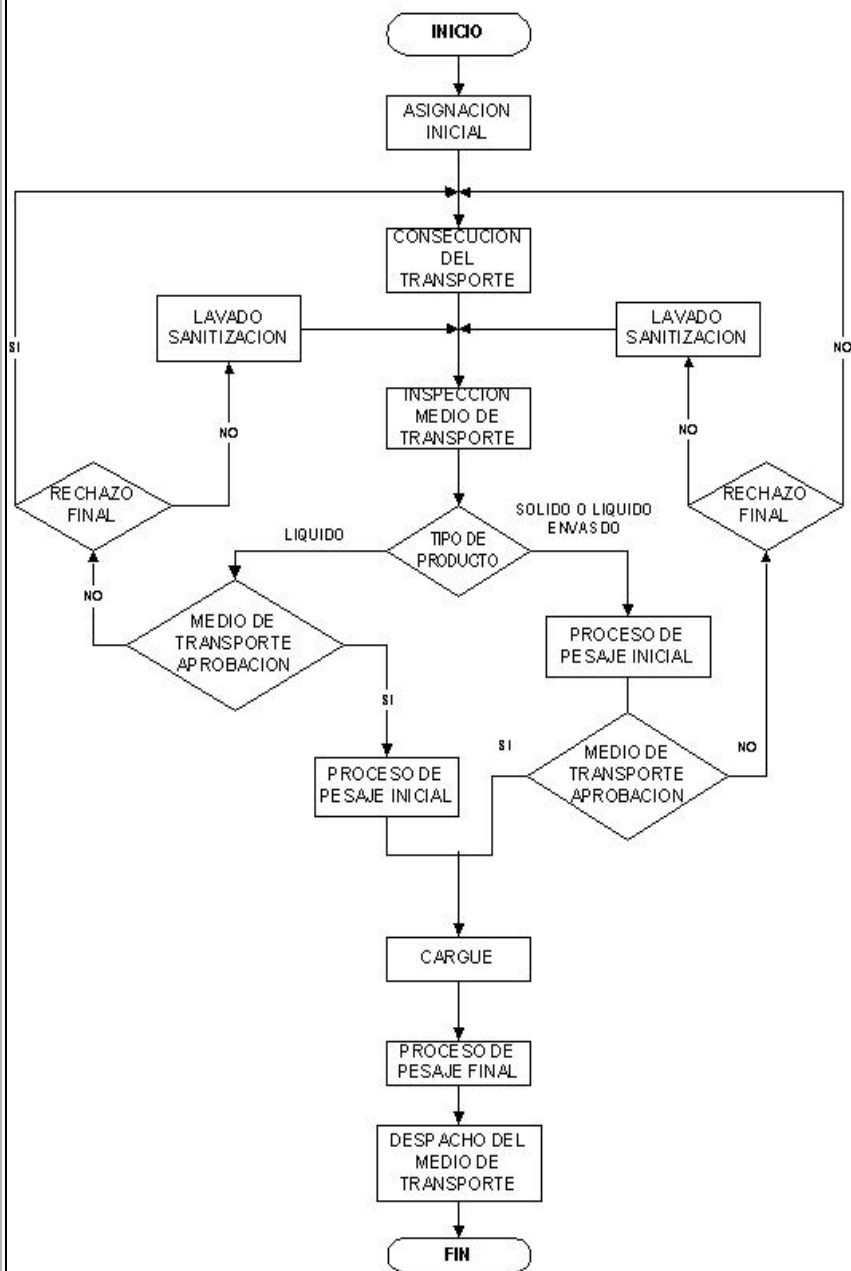 INICIO
ASIGNACION
INICIAL
CONSECUCION
DEL
TRANSPORTE
LAVADO
SANITIZACION
LAVADO
SANITIZACION
SI
NO
INSPECCION
MEDIO DE
TRANSPORTE
NO
NO
RECHAZO
FINAL
RECHAZO
FINAL
SOLIDO O LIQUIDO
ENVASDO
LIQUIDO
TIPO DE
PRODUCTO
NO
MEDIO DE
TRANSPORTE
APROBACION
PROCESO DE
PESAJE INICIAL
SI
SI
NO
MEDIO DE
TRANSPORTE
APROBACION
PROCESO DE
PESAJE INICIAL
CARGUE
PROCESO DE
PESAJE FINAL
DESPACHO DEL
MEDIO DE
TRANSPORTE
FIN